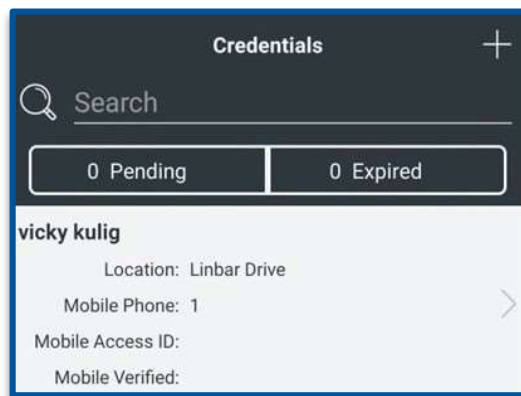 Credentials
Search
0 Pending
0 Expired
vicky kulig
Location: Linbar Drive
Mobile Phone: 1
Mobile Access ID:
Mobile Verified: